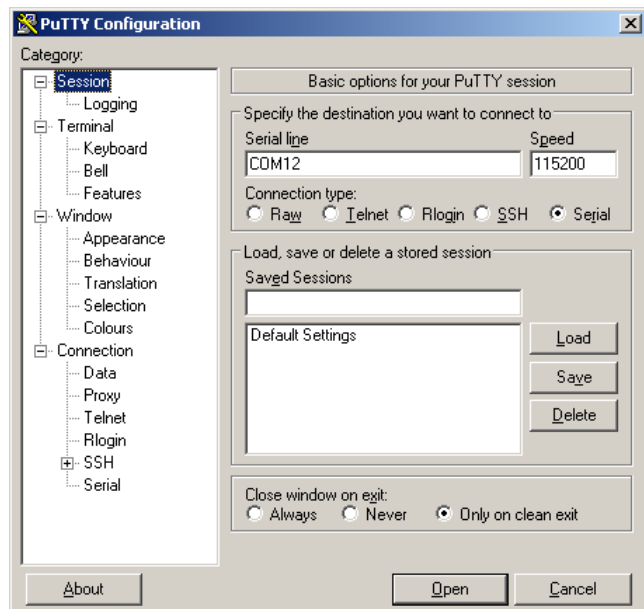 PuTTY Configuration
Category:
Session
Logging
Terminal
Keyboard
Bell
Features
Window
Appearance
Behaviour
Translation
Selection
Colours
Connection
Data
Proxy
Telnet
Rlogin
SSH
Serial
Basic options for your PuTTY session
Specify the destination you want to connect to
Serial line Speed
COM12 115200
Connection type:
Raw Telnet Rlogin SSH Serial
Load, save or delete a stored session
Saved Sessions
Default Settings
Load
Save
Delete
Close window on exit:
Always Never Only on clean exit
About Open Cancel